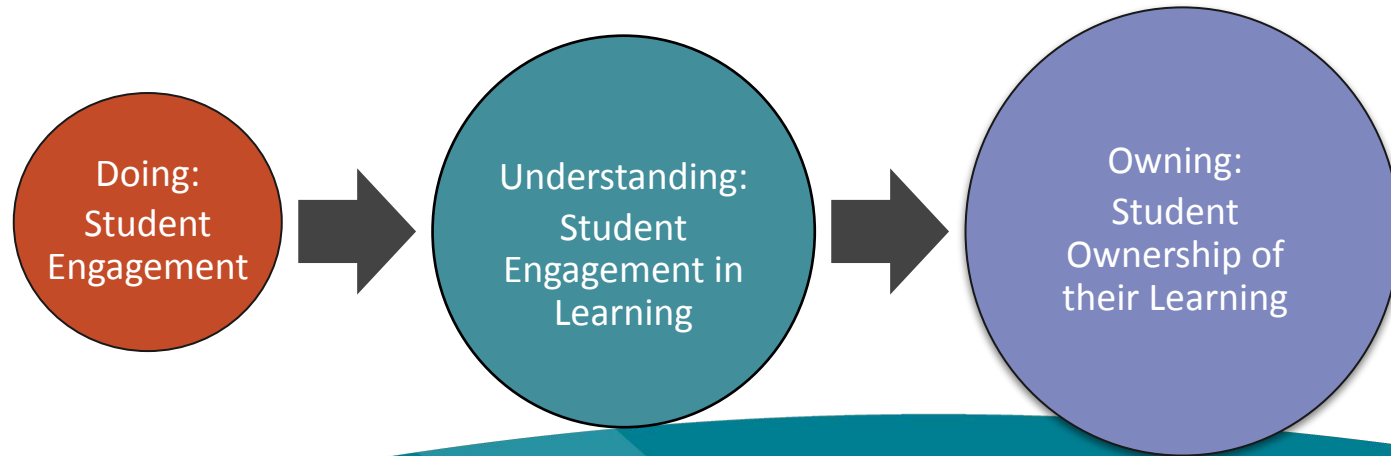 Doing:
Student
Engagement
Understanding:
Student
Engagement in
Learning
Owning:
Student
Ownership of
their Learning